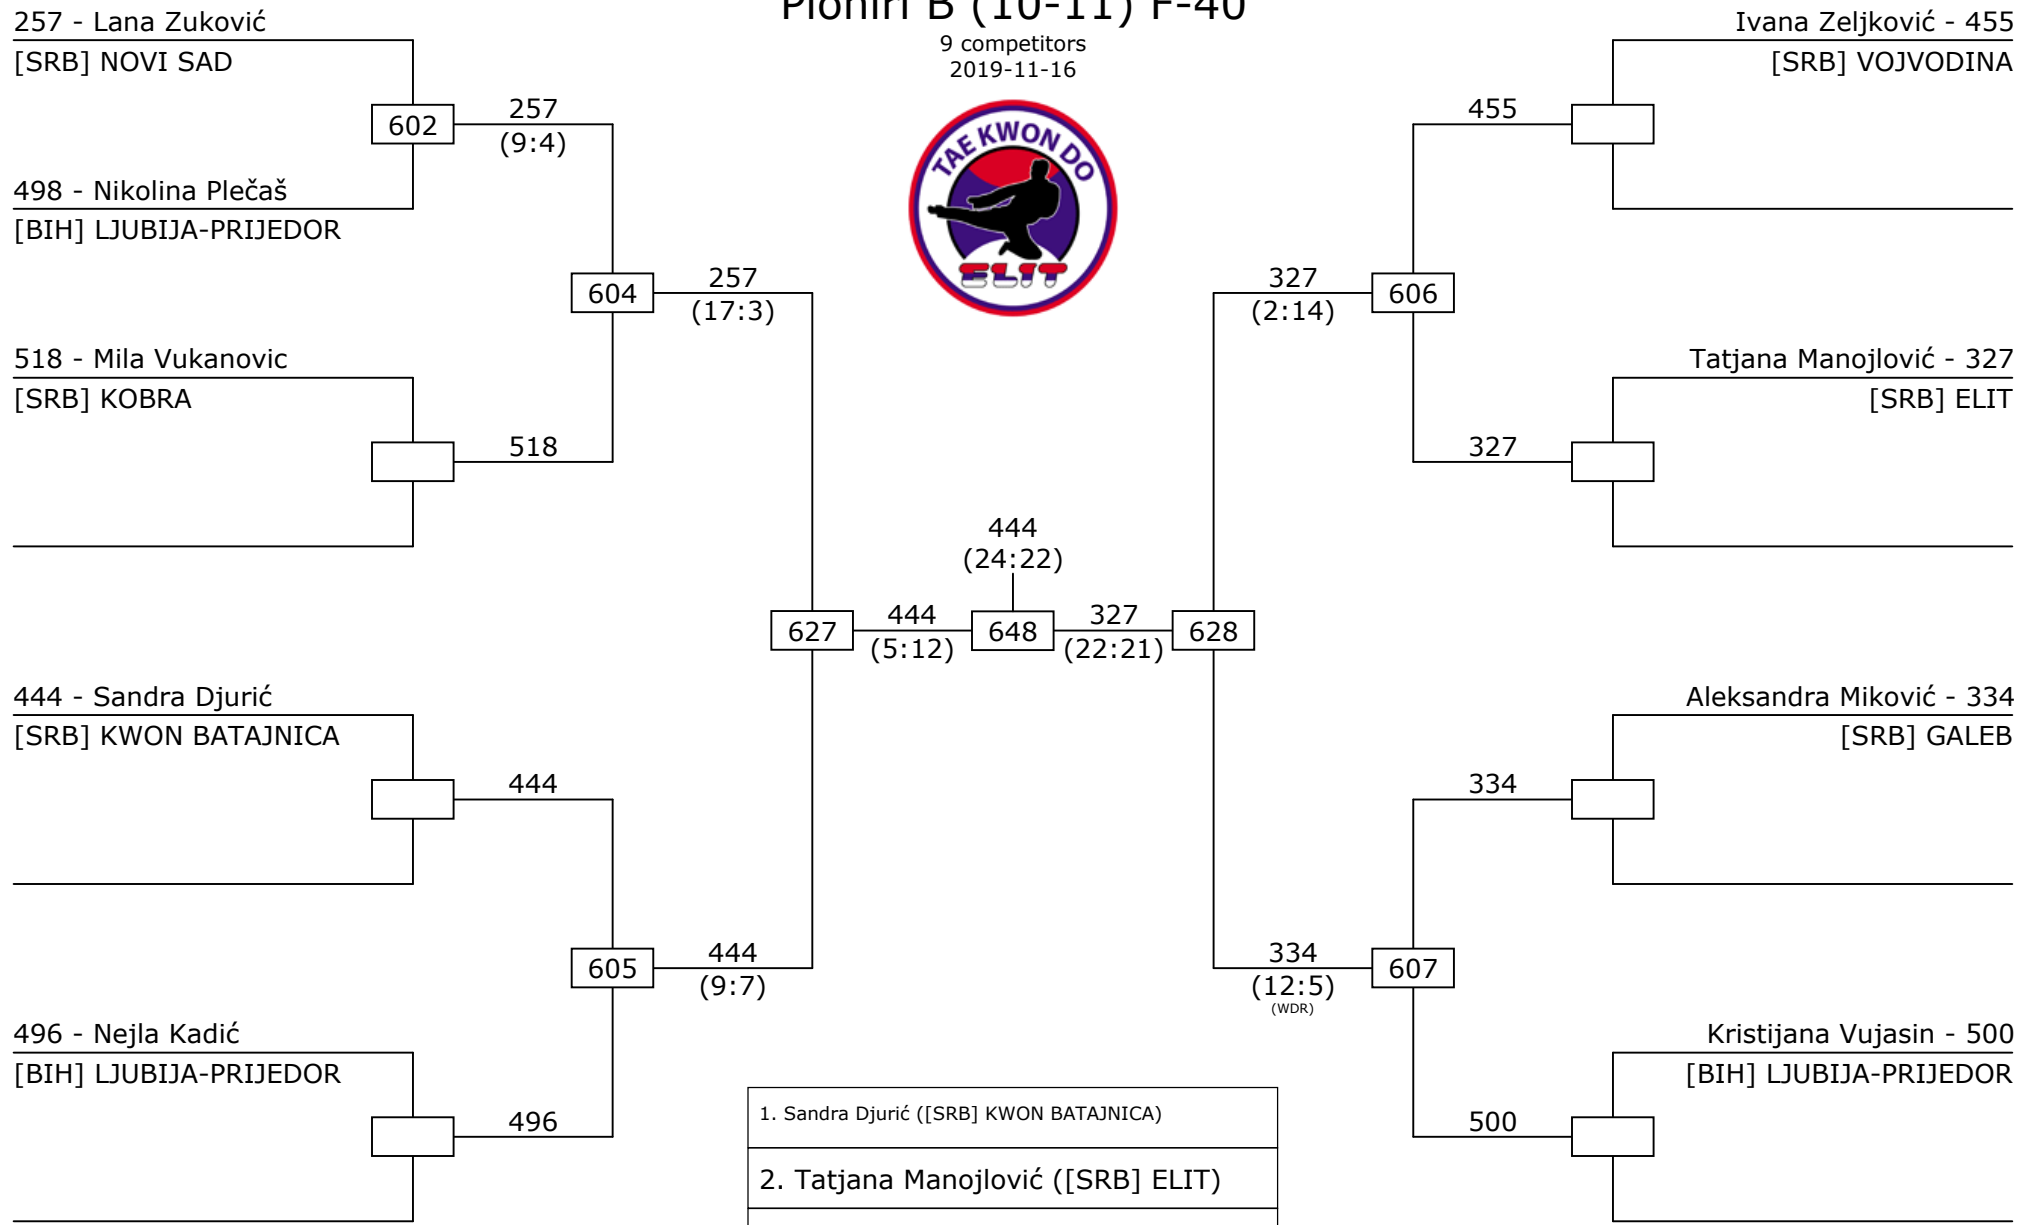 Pioniri B (10-11) F-40
9 competitors
2019-11-16
TAE KWON DO
ELIT
257 - Lana Zuković
[SRB] NOVI SAD
602
257
(9:4)
498 - Nikolina Plečaš
[BIH] LJUBIJA-PRIJEDOR
604
257
(17:3)
518 - Mila Vukanovic
[SRB] KOBRA
518
444 - Sandra Djurić
[SRB] KWON BATAJNICA
444
605
444
(9:7)
496 - Nejla Kadić
[BIH] LJUBIJA-PRIJEDOR
496
627
444
(5:12)
444
(24:22)
648
327
(22:21)
628
Ivana Zeljković - 455
[SRB] VOJVODINA
455
327
(2:14)
606
Tatjana Manojlović - 327
[SRB] ELIT
327
Aleksandra Miković - 334
[SRB] GALEB
334
334
(12:5)
(WDR)
607
Kristijana Vujasin - 500
[BIH] LJUBIJA-PRIJEDOR
500
1. Sandra Djurić ([SRB] KWON BATAJNICA)
2. Tatjana Manojlović ([SRB] ELIT)